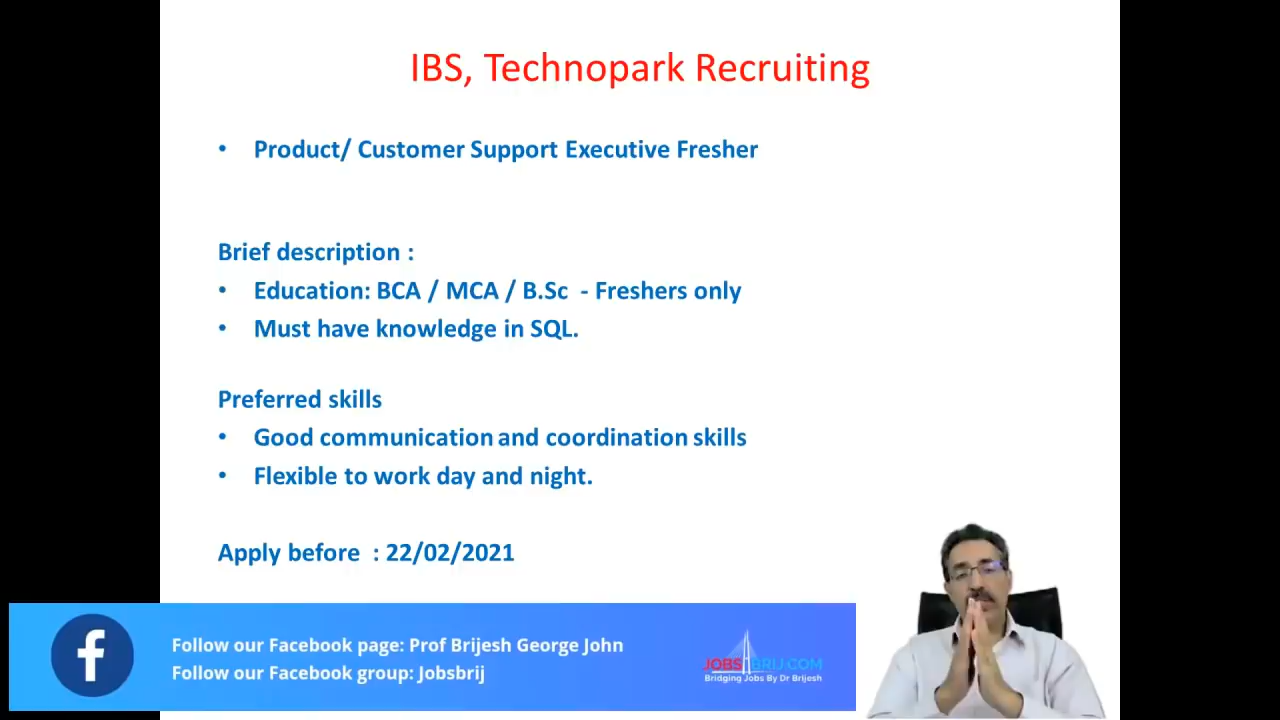 IBS, Technopark Recruiting
• Product/ Customer Support Executive Fresher
Brief description :
• Education: BCA / MCA / B.Sc - Freshers only
• Must have knowledge in SQL.
Preferred skills
• Good communication and coordination skills
• Flexible to work day and night.
Apply before : 22/02/2021
f
Follow our Facebook page: Prof Brijesh George John
Follow our Facebook group: Jobsbrij
JOBSBRIJ.COM
Bridging Jobs By Dr Brijesh